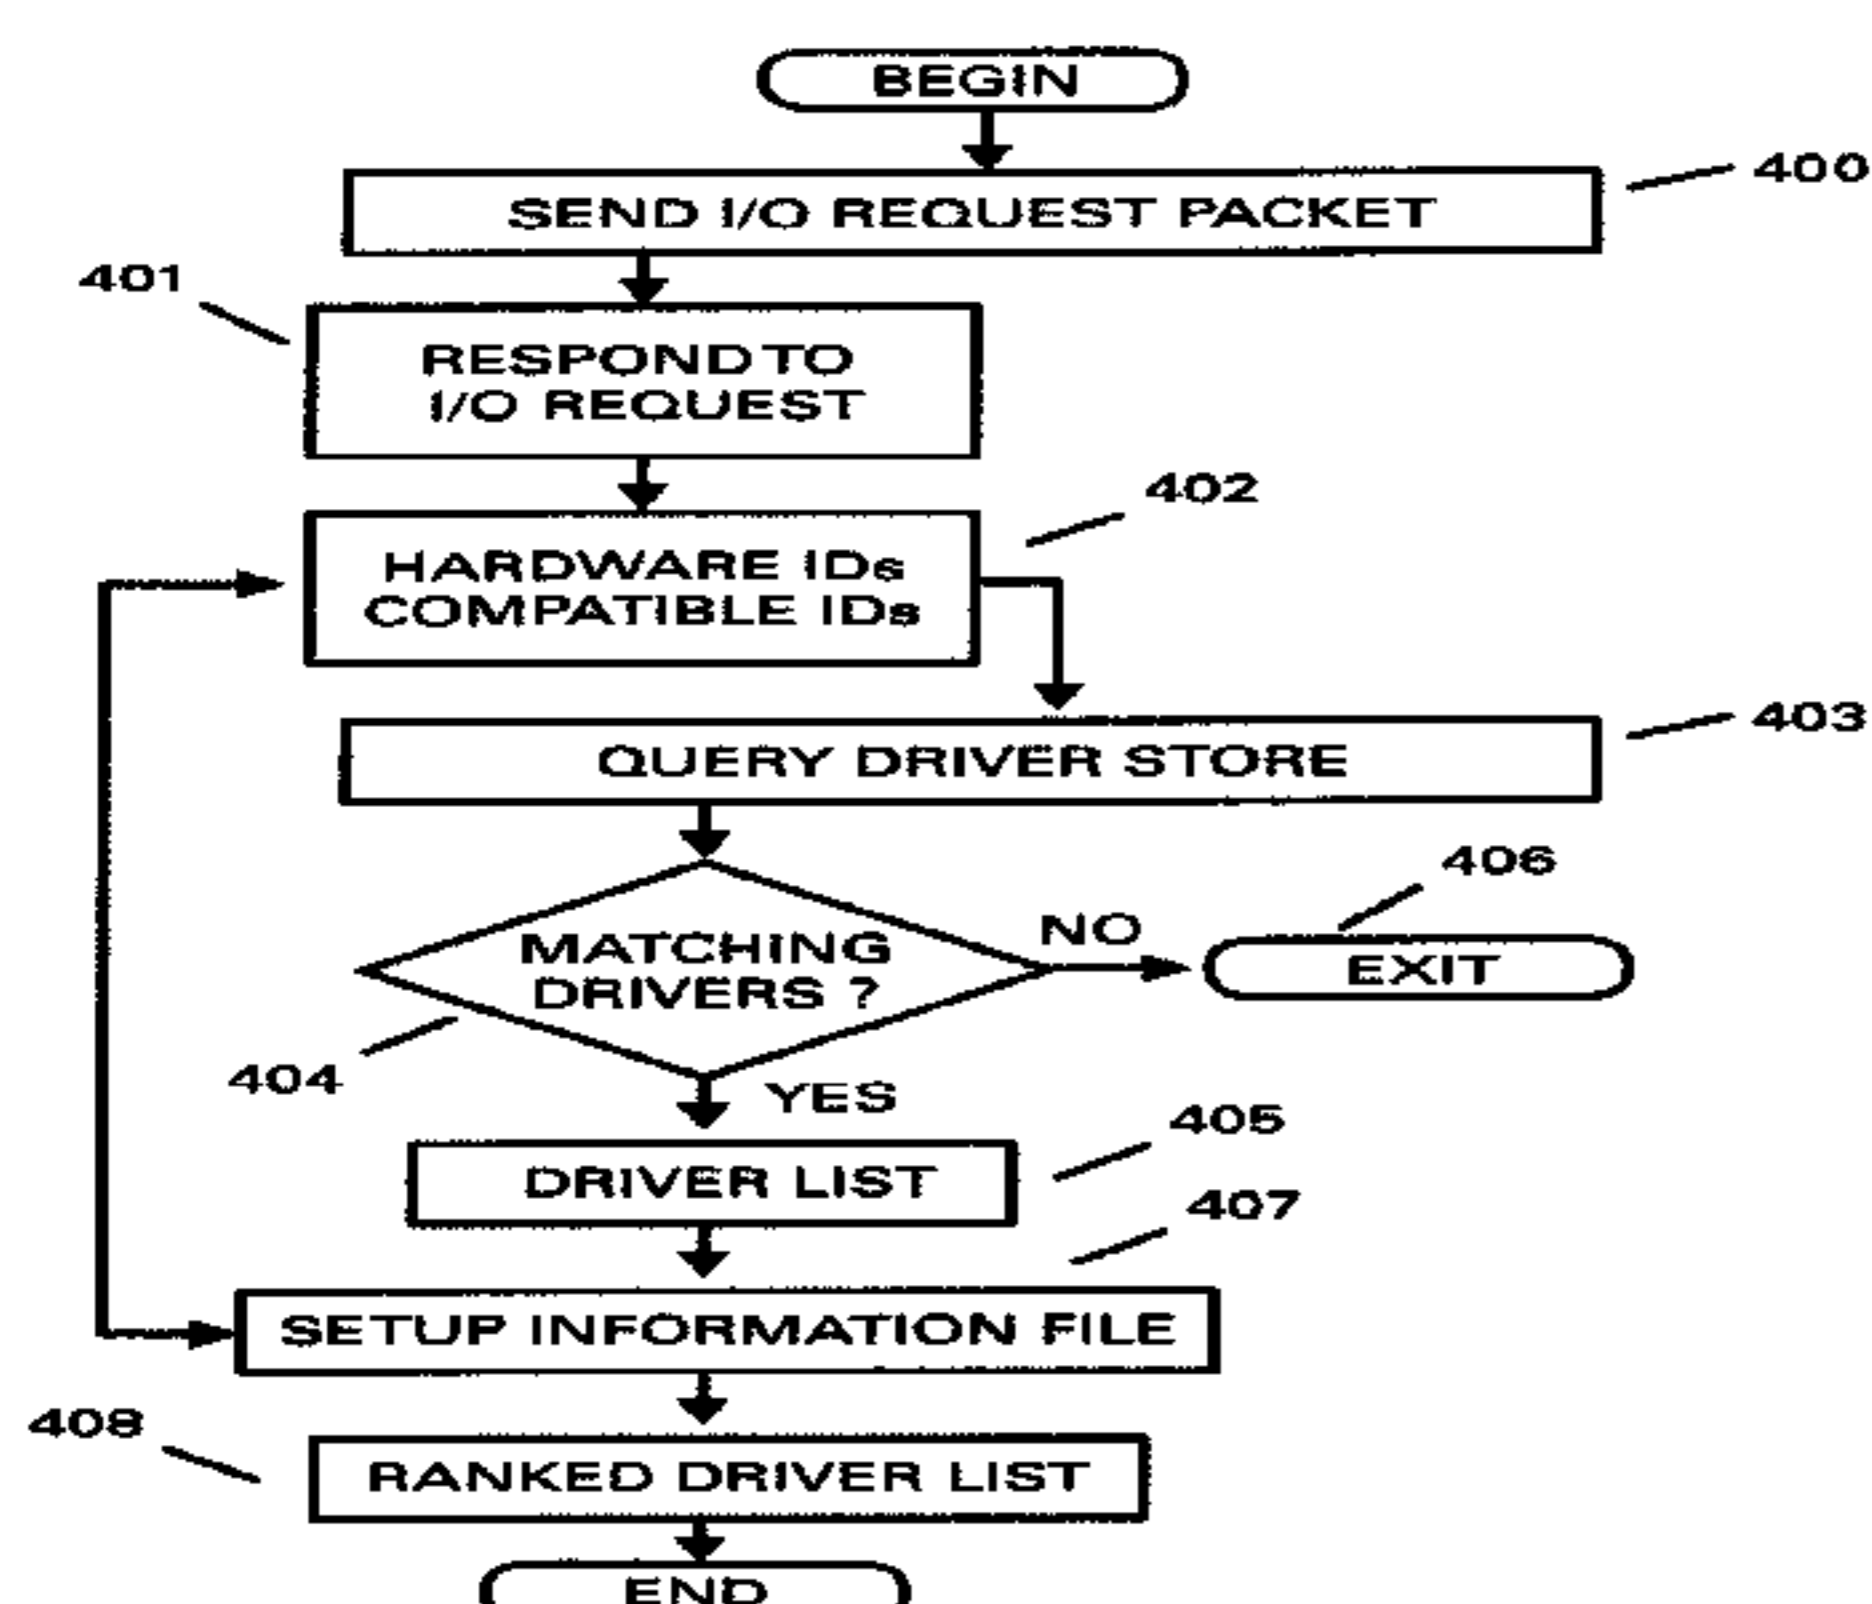 BEGIN
400
SEND I/O REQUEST PACKET
401
RESPOND TO
I/O REQUEST
402
HARDWARE IDs
COMPATIBLE IDs
403
QUERY DRIVER STORE
406
NO
MATCHING
DRIVERS ?
EXIT
404
YES
405
DRIVER LIST
407
SETUP INFORMATION FILE
408
RANKED DRIVER LIST
END